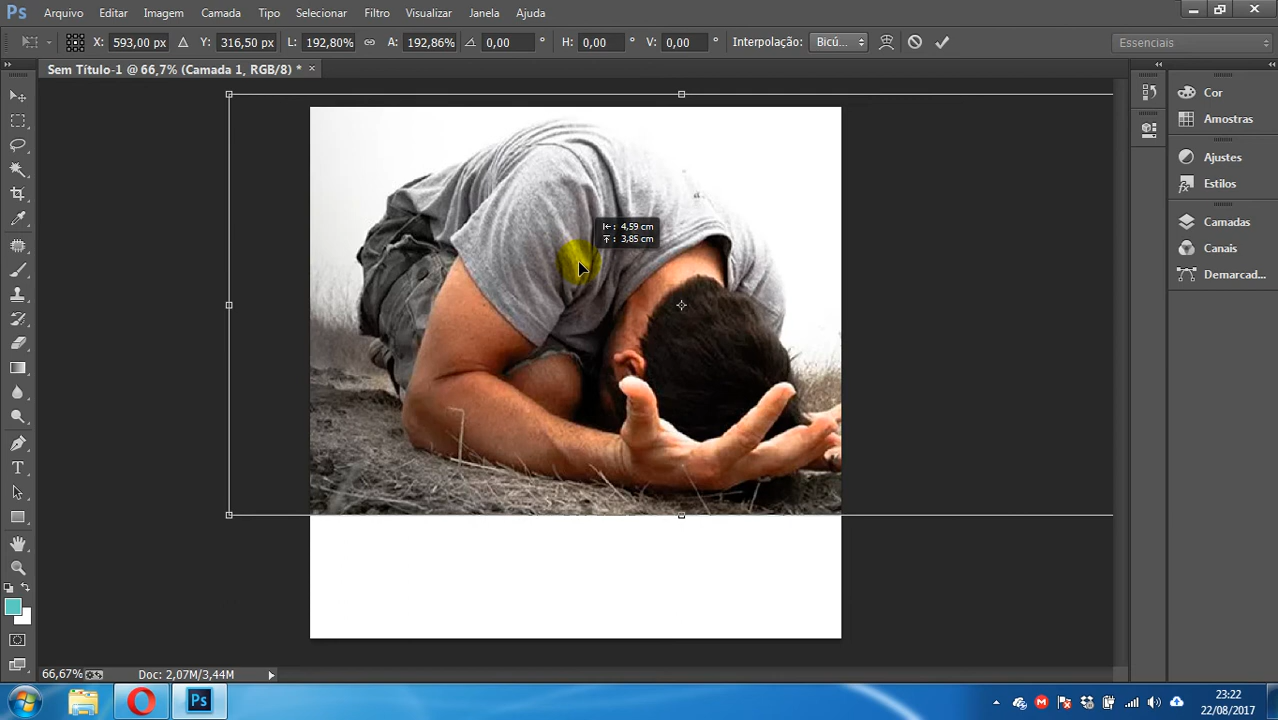 Ps Arquivo Editar Imagem Camada Tipo Selecionar Filtro Visualizar Janela Ajuda
X: 593,00 px Y: 316,50 px L: 192,80% A: 192,86% 0,00 ° H: 0,00 ° V: 0,00 ° Interpolação: Bicú... Essenciais
Sem Título-1 @ 66,7% (Camada 1, RGB/8) * ×
Cor
Amostras
Ajustes
Estilos
Camadas
Canais
Demarcad...
: 4,59 cm
: 3,85 cm
T
66,67% Doc: 2,07M/3,44M
Ps 23:22
22/08/2017